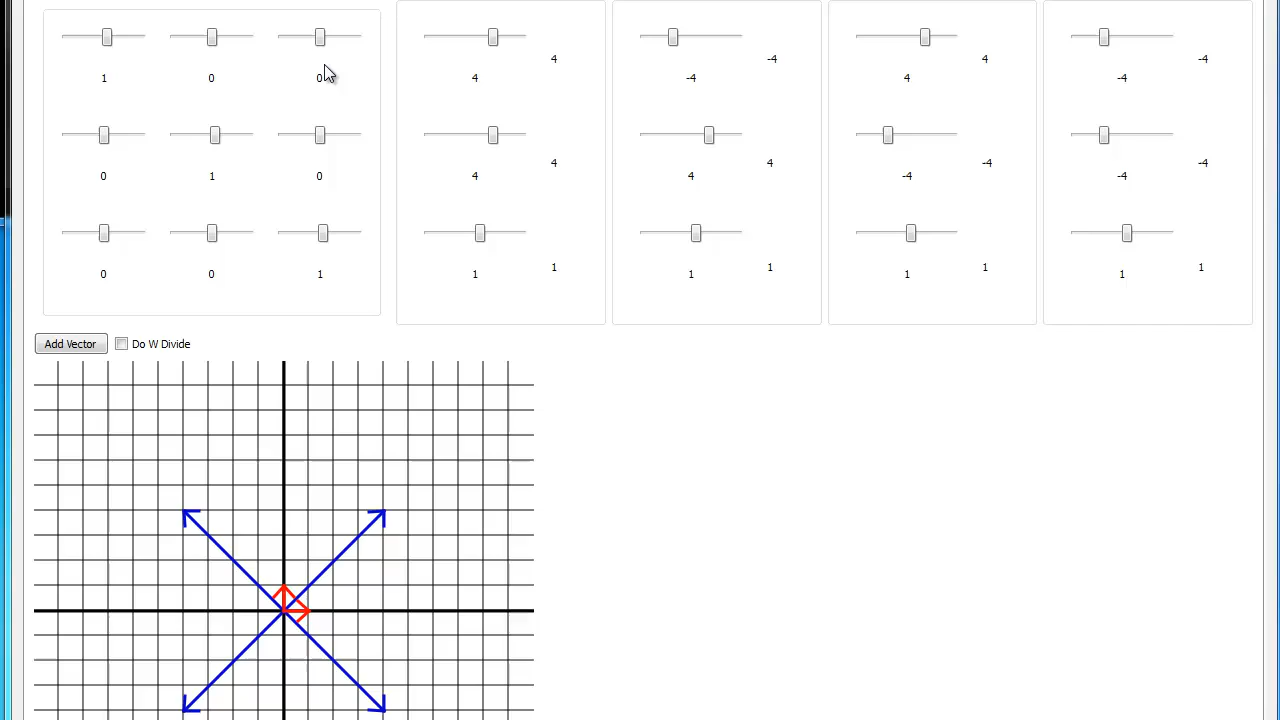 4 -4 4 -4
1 0 0 4 -4 4 -4
4 4 -4 -4
0 1 0 4 4 -4 -4
1 1 1 1
0 0 1 1 1 1 1
Add Vector Do W Divide